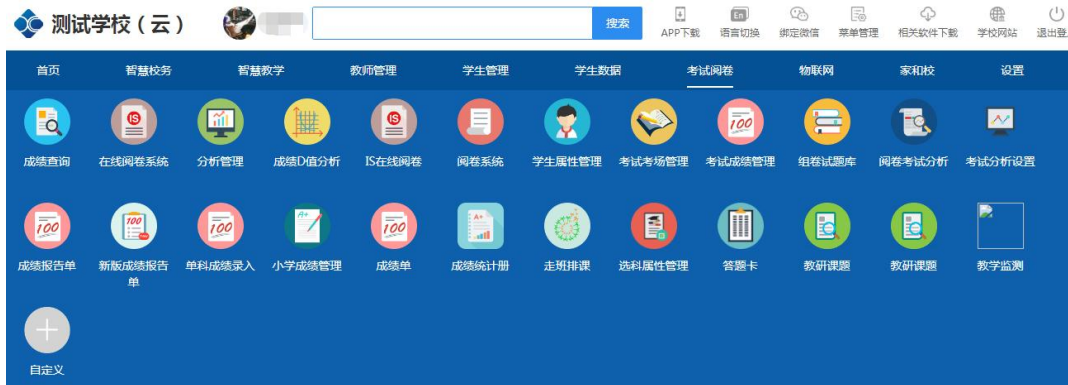 测试学校（云）
搜索
APP下载
En
语言切换
绑定微信
菜单管理
相关软件下载
学校网站
退出登
首页 智慧校务 智慧教学 教师管理 学生管理 学生数据 考试阅卷 物联网 家和校 设置
IS
IS
100
成绩查询 在线阅卷系统 分析管理 成绩D值分析 IS在线阅卷 阅卷系统 学生属性管理 考试考场管理 考试成绩管理 组卷试题库 阅卷考试分析 考试分析设置
100
100
100
A+
100
A+
成绩报告单 新版成绩报告单 单科成绩录入 小学成绩管理 成绩单 成绩统计册 走班排课 选科属性管理 答题卡 教研课题 教研课题 教学监测
自定义